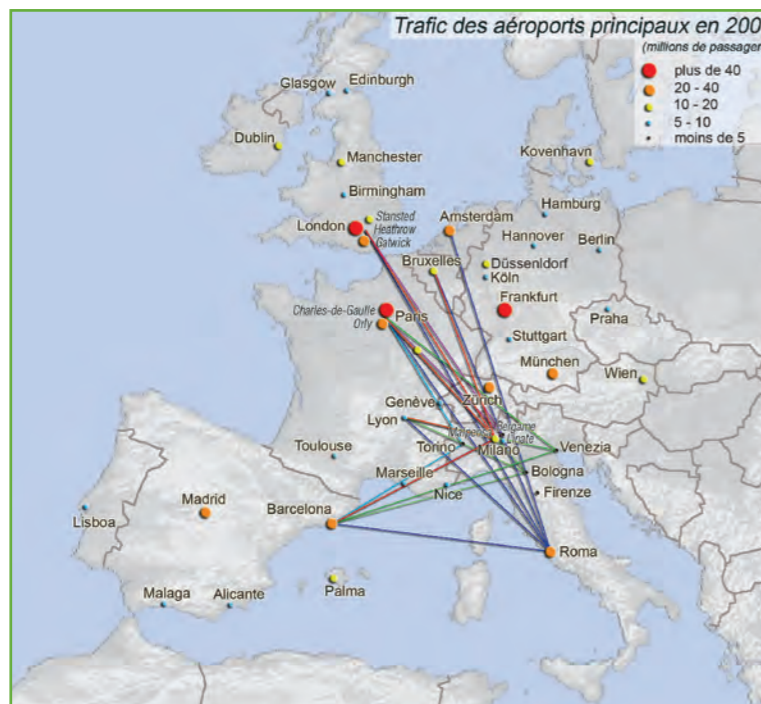 Trafic des aéroports principaux en 200
(millions de passager
plus de 40
20 - 40
10 - 20
5 - 10
moins de 5
Glasgow
Edinburgh
Dublin
Manchester
Kovenhavn
Birmingham
Hamburg
London
Stansted
Heathrow
Gatwick
Amsterdam
Hannover
Berlin
Bruxelles
Düssenldorf
Köln
Charles-de-Gaulle
Orly
Paris
Frankfurt
Praha
Stuttgart
München
Wien
Zürich
Genève
Lyon
Malpensa
Bergame
Linate
Toulouse
Torino
Milano
Venezia
Marseille
Nice
Bologna
Firenze
Madrid
Barcelona
Lisboa
Roma
Malaga
Alicante
Palma